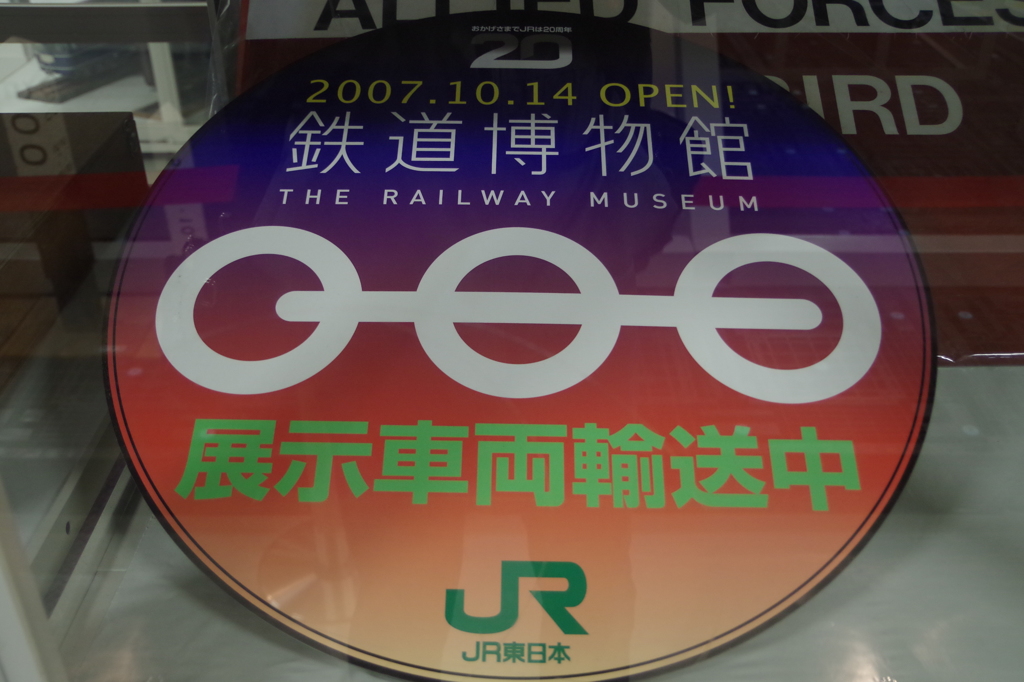 ALLIED FORCES
BIRD
おかげさまでJRは20周年
20
2007.10.14 OPEN!
鉄道博物館
THE RAILWAY MUSEUM
展示車両輸送中
JR
JR東日本